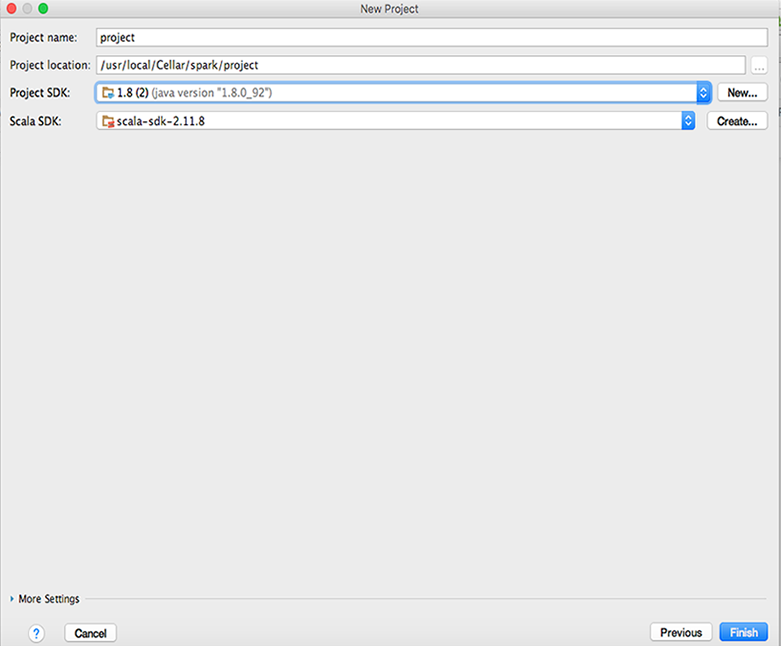 New Project
Project name: project
Project location: /usr/local/Cellar/spark/project ...
Project SDK: 1.8 (2) (java version "1.8.0_92") New...
Scala SDK: scala-sdk-2.11.8 Create...
More Settings
? Cancel Previous Finish